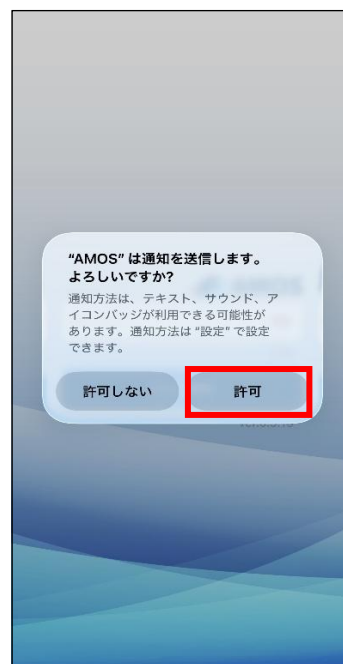 “AMOS”は通知を送信します。
よろしいですか?
通知方法は、テキスト、サウンド、ア
イコンバッジが利用できる可能性が
あります。通知方法は“設定”で設定
できます。
許可しない
許可